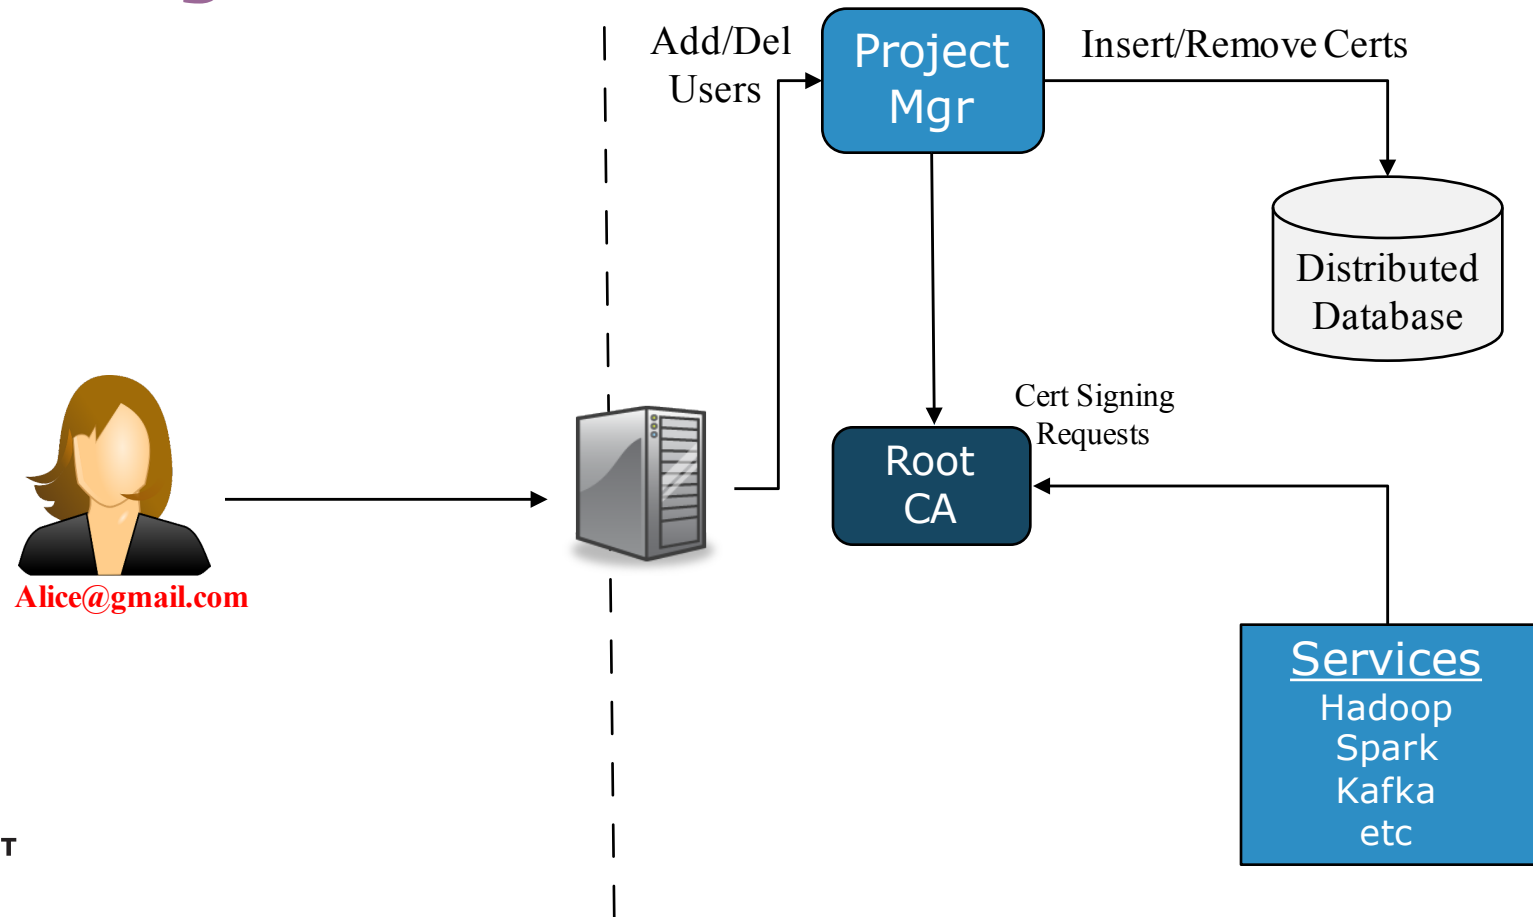 Add/Del
Users
Project
Mgr
Insert/Remove Certs
Distributed
Database
Cert Signing
Requests
Root
CA
Alice@gmail.com
Services
Hadoop
Spark
Kafka
etc
T